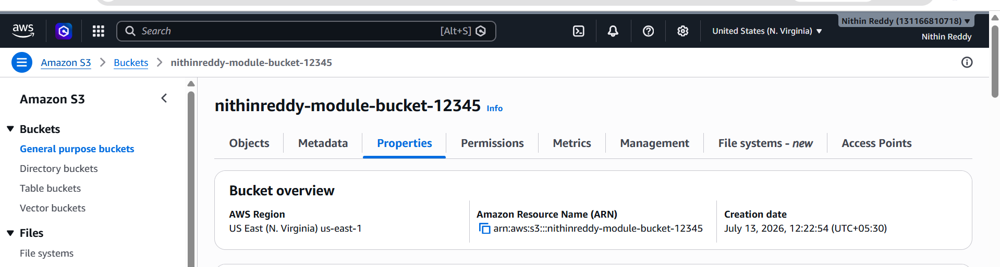 aws
Search
[Alt+S]
United States (N. Virginia)
Nithin Reddy (131166810718)
Nithin Reddy
Amazon S3
Buckets
nithinreddy-module-bucket-12345
Amazon S3
Buckets
General purpose buckets
Directory buckets
Table buckets
Vector buckets
Files
File systems
nithinreddy-module-bucket-12345 Info
Objects
Metadata
Properties
Permissions
Metrics
Management
File systems - new
Access Points
Bucket overview
AWS Region
US East (N. Virginia) us-east-1
Amazon Resource Name (ARN)
arn:aws:s3:::nithinreddy-module-bucket-12345
Creation date
July 13, 2026, 12:22:54 (UTC+05:30)